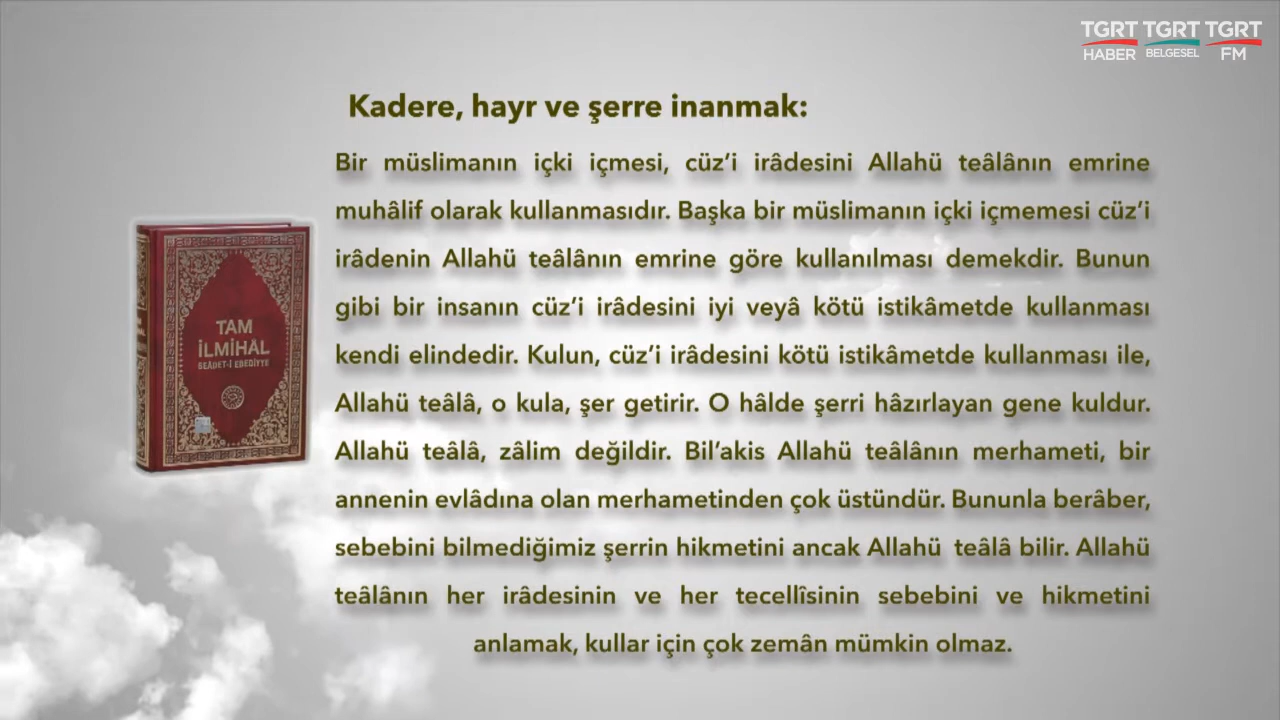 TGRT TGRT TGRT
HABER BELGESEL FM
Kadere, hayr ve şerre inanmak:
Bir müslimanın içki içmesi, cüz’i irâdesini Allahü teâlânın emrine
muhâlif olarak kullanmasıdır. Başka bir müslimanın içki içmemesi cüz’i
irâdenin Allahü teâlânın emrine göre kullanılması demekdir. Bunun
gibi bir insanın cüz’i irâdesini iyi veyâ kötü istikâmetde kullanması
kendi elindedir. Kulun, cüz’i irâdesini kötü istikâmetde kullanması ile,
Allahü teâlâ, o kula, şer getirir. O hâlde şerri hâzırlayan gene kuldur.
Allahü teâlâ, zâlim değildir. Bil’akis Allahü teâlânın merhameti, bir
annenin evlâdına olan merhametinden çok üstündür. Bununla berâber,
sebebini bilmediğimiz şerrin hikmetini ancak Allahü teâlâ bilir. Allahü
teâlânın her irâdesinin ve her tecellîsinin sebebini ve hikmetini
anlamak, kullar için çok zemân mümkin olmaz.
TAM
İLMİHÂL
SEÂDET-İ EBEDİYYE